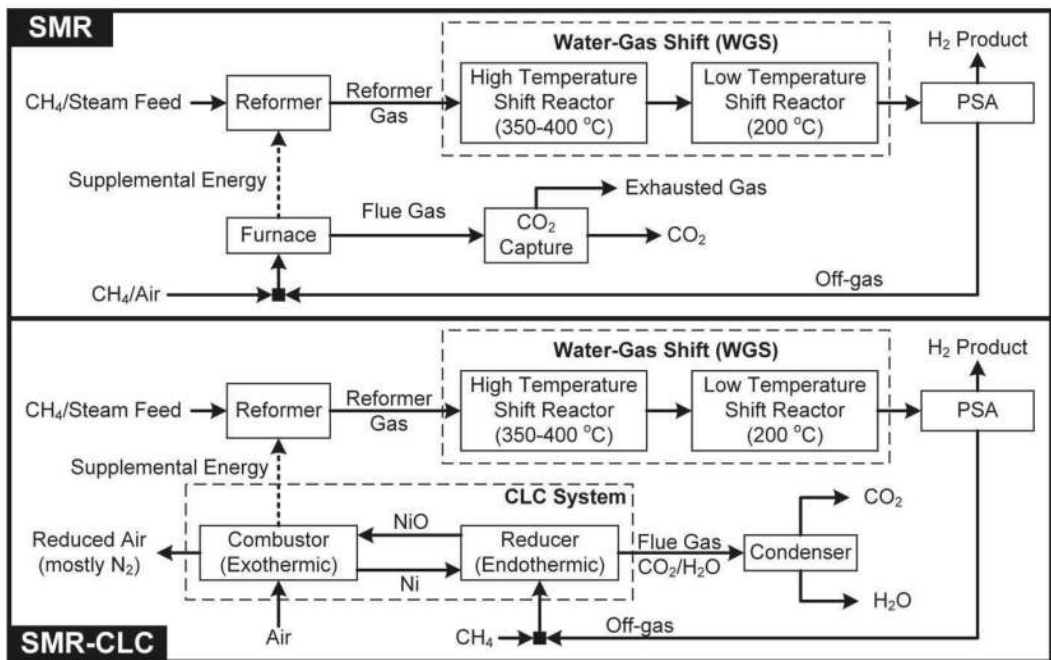 SMR
Water-Gas Shift (WGS)
H₂ Product
CH₄/Steam Feed
Reformer
Reformer
Gas
High Temperature
Shift Reactor
(350-400 °C)
Low Temperature
Shift Reactor
(200 °C)
PSA
Supplemental Energy
Exhausted Gas
Furnace
Flue Gas
CO₂
Capture
CO₂
CH₄/Air
Off-gas
Water-Gas Shift (WGS)
H₂ Product
CH₄/Steam Feed
Reformer
Reformer
Gas
High Temperature
Shift Reactor
(350-400 °C)
Low Temperature
Shift Reactor
(200 °C)
PSA
Supplemental Energy
CLC System
CO₂
Reduced Air
(mostly N₂)
Combustor
(Exothermic)
NiO
Ni
Reducer
(Endothermic)
Flue Gas
CO₂/H₂O
Condenser
H₂O
Air
CH₄
Off-gas
SMR-CLC